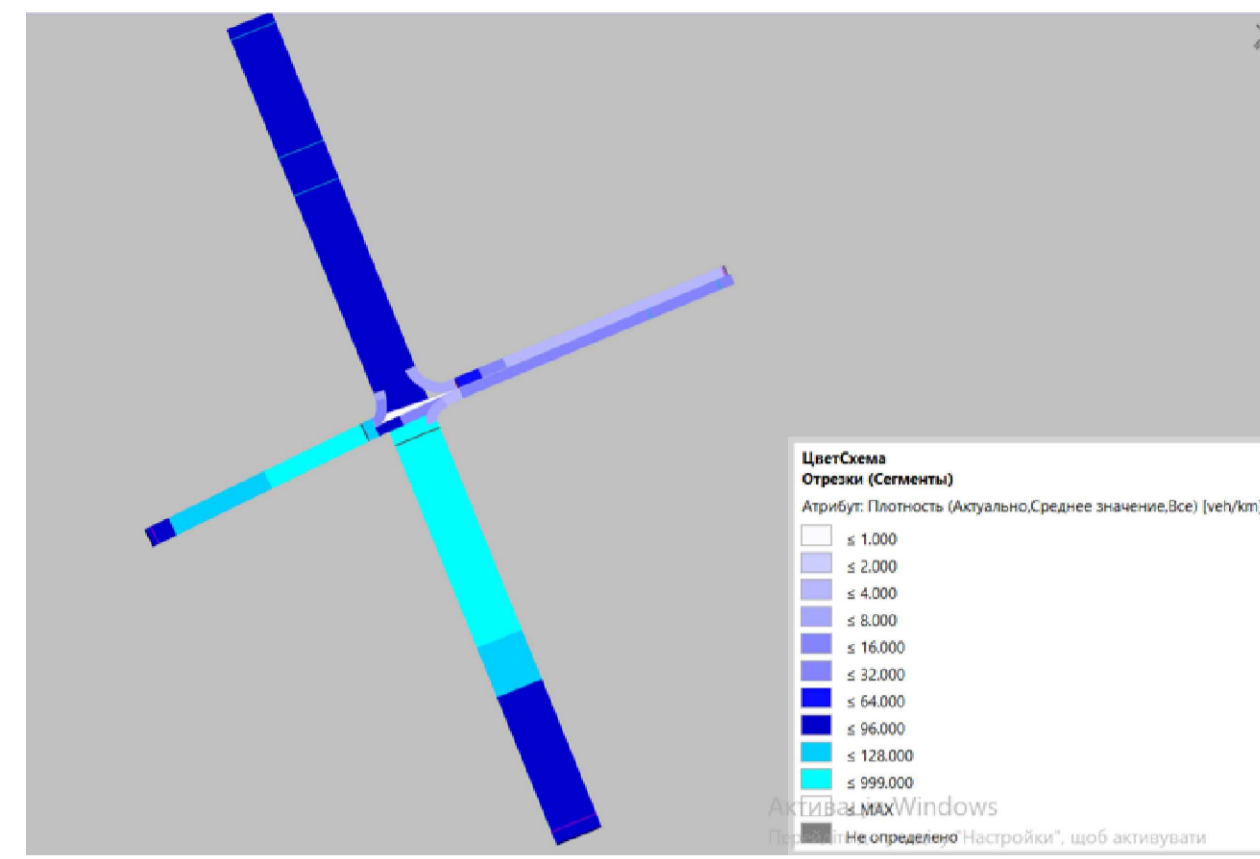 ЦветСхема
Отрезки (Сегменты)
Атрибут: Плотность (Актуально,Среднее значение,Все) [veh/km]
≤ 1.000
≤ 2.000
≤ 4.000
≤ 8.000
≤ 16.000
≤ 32.000
≤ 64.000
≤ 96.000
≤ 128.000
≤ 999.000
Активація Windows
≤ MAX
Не определено
"Настройки", щоб активувати